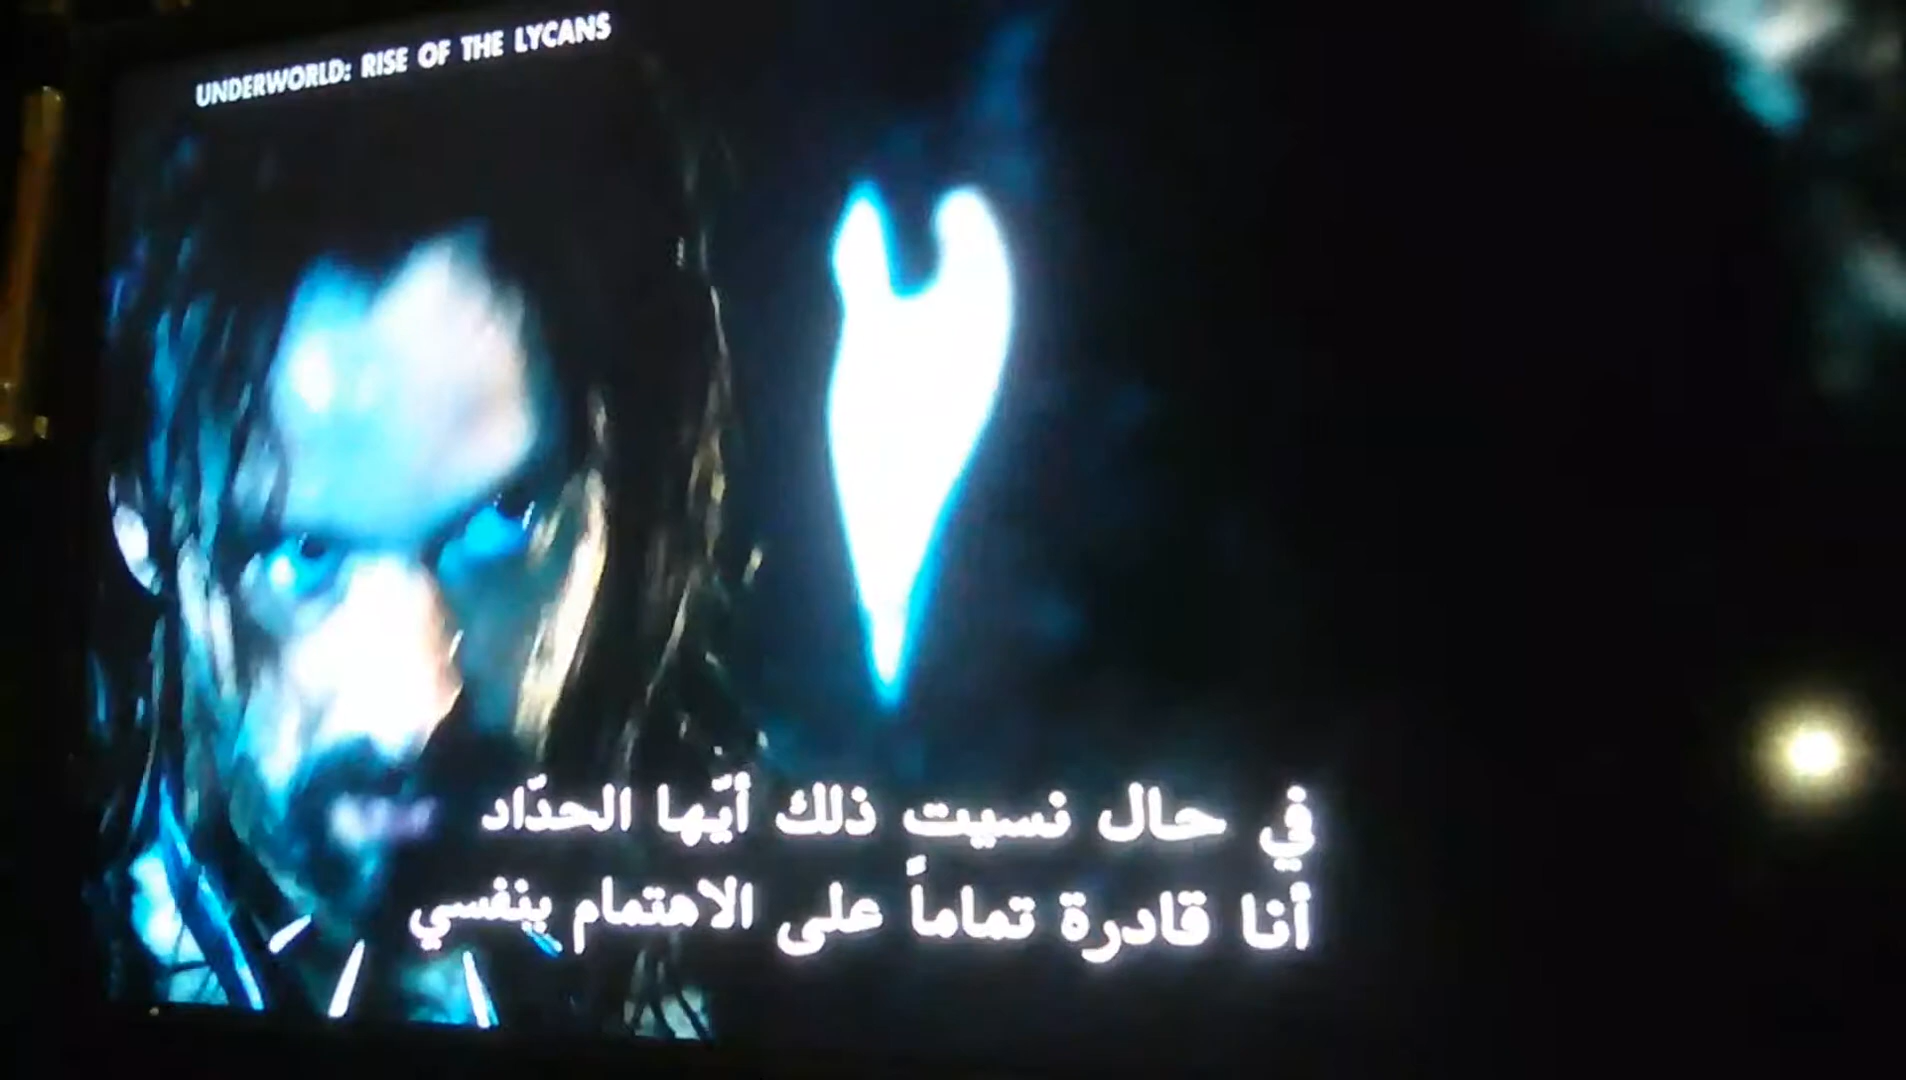 UNDERWORLD: RISE OF THE LYCANS
في حال نسيت ذلك أيّها الحدّاد
أنا قادرة تماماً على الاهتمام بنفسي